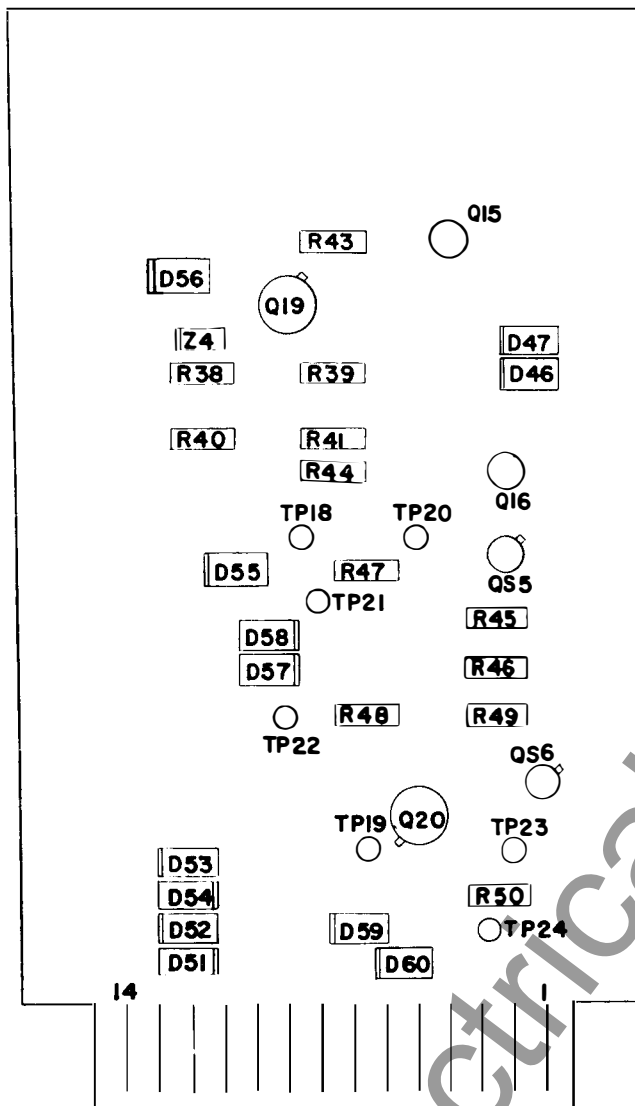 Q15
R43
D56
Q19
Z4
D47
R38 R39 D46
R40 R41
R44
Q16
TP18 TP20
D55 R47 QS5
TP21
R45
D58
D57 R46
R48 R49
TP22
QS6
TP19 Q20 TP23
D53
D54 R50
D52 D59 TP24
D51 D60
14 1
ctrica